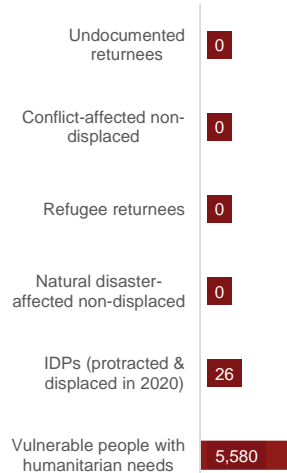 Undocumented
returnees
0
Conflict-affected non-
displaced
0
Refugee returnees
0
Natural disaster-
affected non-displaced
0
IDPs (protracted &
displaced in 2020)
26
Vulnerable people with
humanitarian needs
5,580